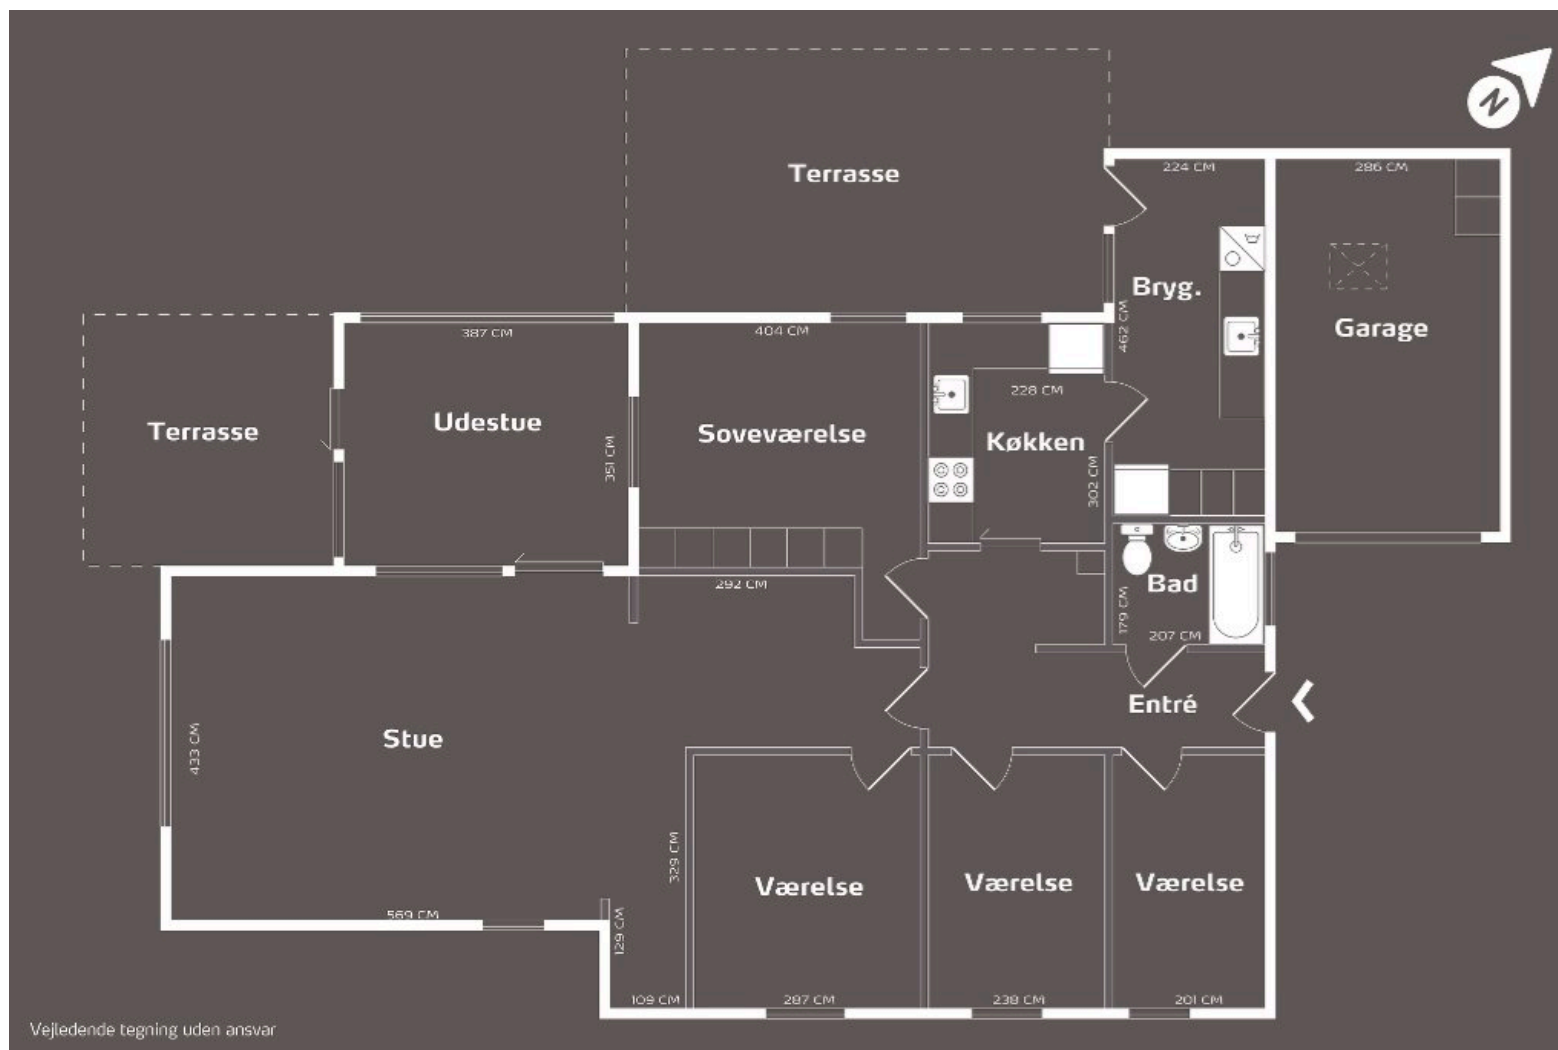 N
Terrasse
224 CM
286 CM
Bryg.
462 CM
Garage
387 CM
404 CM
228 CM
Terrasse
Udestue
351 CM
Soveværelse
Køkken
302 CM
292 CM
Bad
179 CM
207 CM
Entré
Stue
433 CM
329 CM
Værelse
Værelse
Værelse
569 CM
129 CM
109 CM
287 CM
238 CM
201 CM
Vejledende tegning uden ansvar